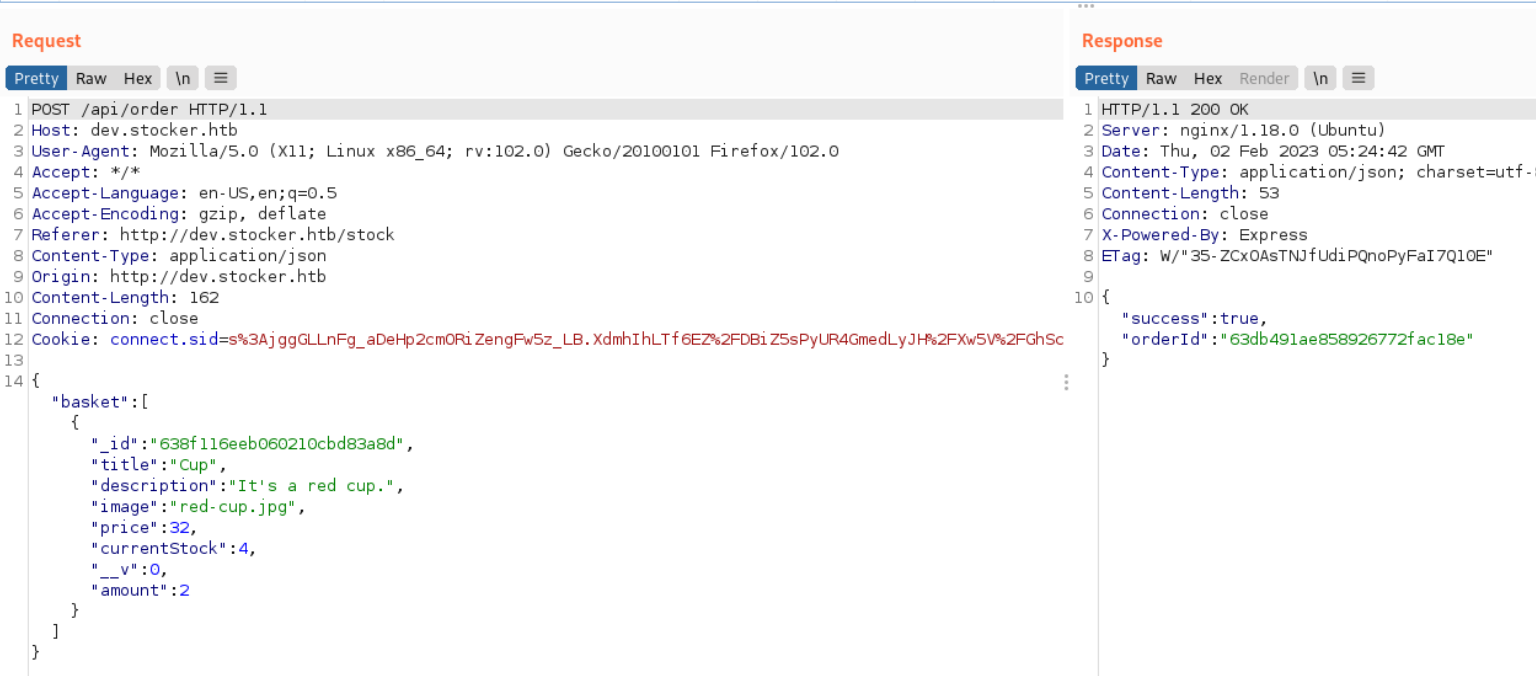 Request
Pretty Raw Hex \n
1 POST /api/order HTTP/1.1
2 Host: dev.stocker.htb
3 User-Agent: Mozilla/5.0 (X11; Linux x86_64; rv:102.0) Gecko/20100101 Firefox/102.0
4 Accept: */*
5 Accept-Language: en-US,en;q=0.5
6 Accept-Encoding: gzip, deflate
7 Referer: http://dev.stocker.htb/stock
8 Content-Type: application/json
9 Origin: http://dev.stocker.htb
10 Content-Length: 162
11 Connection: close
12 Cookie: connect.sid=s%3AjggGLLnFg_aDeHp2cmORiZengFw5z_LB.XdmhIhLTf6EZ%2FDBiZ5sPyUR4GmedLyJH%2FXw5V%2FGhSc
13
14 {
"basket":[
{
"_id":"638f116eeb060210cbd83a8d",
"title":"Cup",
"description":"It's a red cup.",
"image":"red-cup.jpg",
"price":32,
"currentStock":4,
"__v":0,
"amount":2
}
]
}
Response
Pretty Raw Hex Render \n
1 HTTP/1.1 200 OK
2 Server: nginx/1.18.0 (Ubuntu)
3 Date: Thu, 02 Feb 2023 05:24:42 GMT
4 Content-Type: application/json; charset=utf-
5 Content-Length: 53
6 Connection: close
7 X-Powered-By: Express
8 ETag: W/"35-ZCxOAsTNJfUdiPQnoPyFaI7Ql0E"
9
10 {
"success":true,
"orderId":"63db491ae858926772fac18e"
}